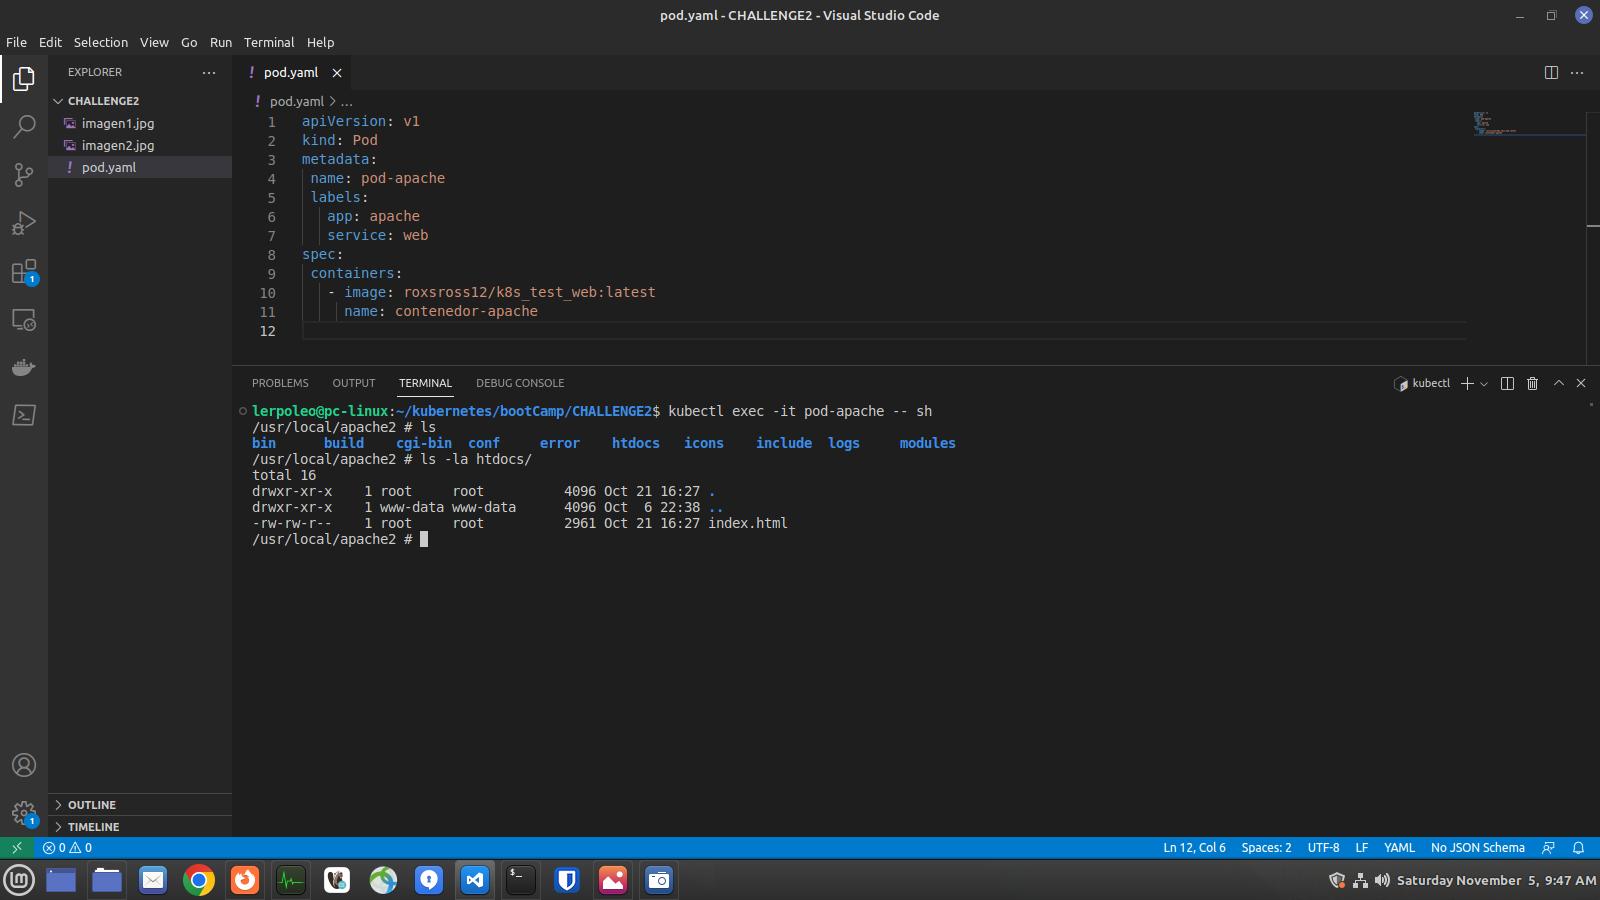 pod.yaml - CHALLENGE2 - Visual Studio Code
File Edit Selection View Go Run Terminal Help
EXPLORER
CHALLENGE2
imagen1.jpg
imagen2.jpg
! pod.yaml
! pod.yaml
! pod.yaml > ...
1 apiVersion: v1
2 kind: Pod
3 metadata:
4 name: pod-apache
5 labels:
6 app: apache
7 service: web
8 spec:
9 containers:
10 - image: roxsross12/k8s_test_web:latest
11 name: contenedor-apache
12
PROBLEMS OUTPUT TERMINAL DEBUG CONSOLE
kubectl
lerpoleo@pc-linux:~/kubernetes/bootCamp/CHALLENGE2$ kubectl exec -it pod-apache -- sh
/usr/local/apache2 # ls
bin build cgi-bin conf error htdocs icons include logs modules
/usr/local/apache2 # ls -la htdocs/
total 16
drwxr-xr-x 1 root root 4096 Oct 21 16:27 .
drwxr-xr-x 1 www-data www-data 4096 Oct 6 22:38 ..
-rw-rw-r-- 1 root root 2961 Oct 21 16:27 index.html
/usr/local/apache2 #
1
1
OUTLINE
TIMELINE
0 0
Ln 12, Col 6 Spaces: 2 UTF-8 LF YAML No JSON Schema
Saturday November 5, 9:47 AM